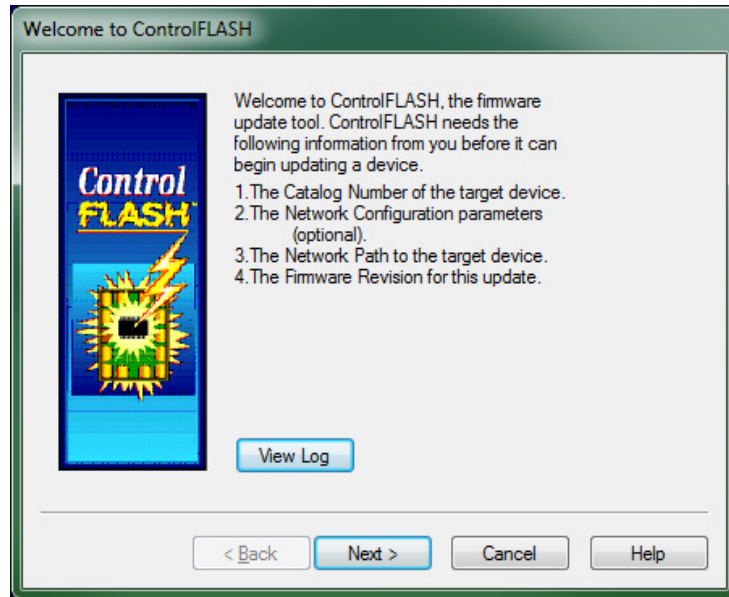 Welcome to ControlFLASH
Control
FLASH™
Welcome to ControlFLASH, the firmware
update tool. ControlFLASH needs the
following information from you before it can
begin updating a device.
1.The Catalog Number of the target device.
2.The Network Configuration parameters
(optional).
3.The Network Path to the target device.
4.The Firmware Revision for this update.
View Log
< Back
Next >
Cancel
Help